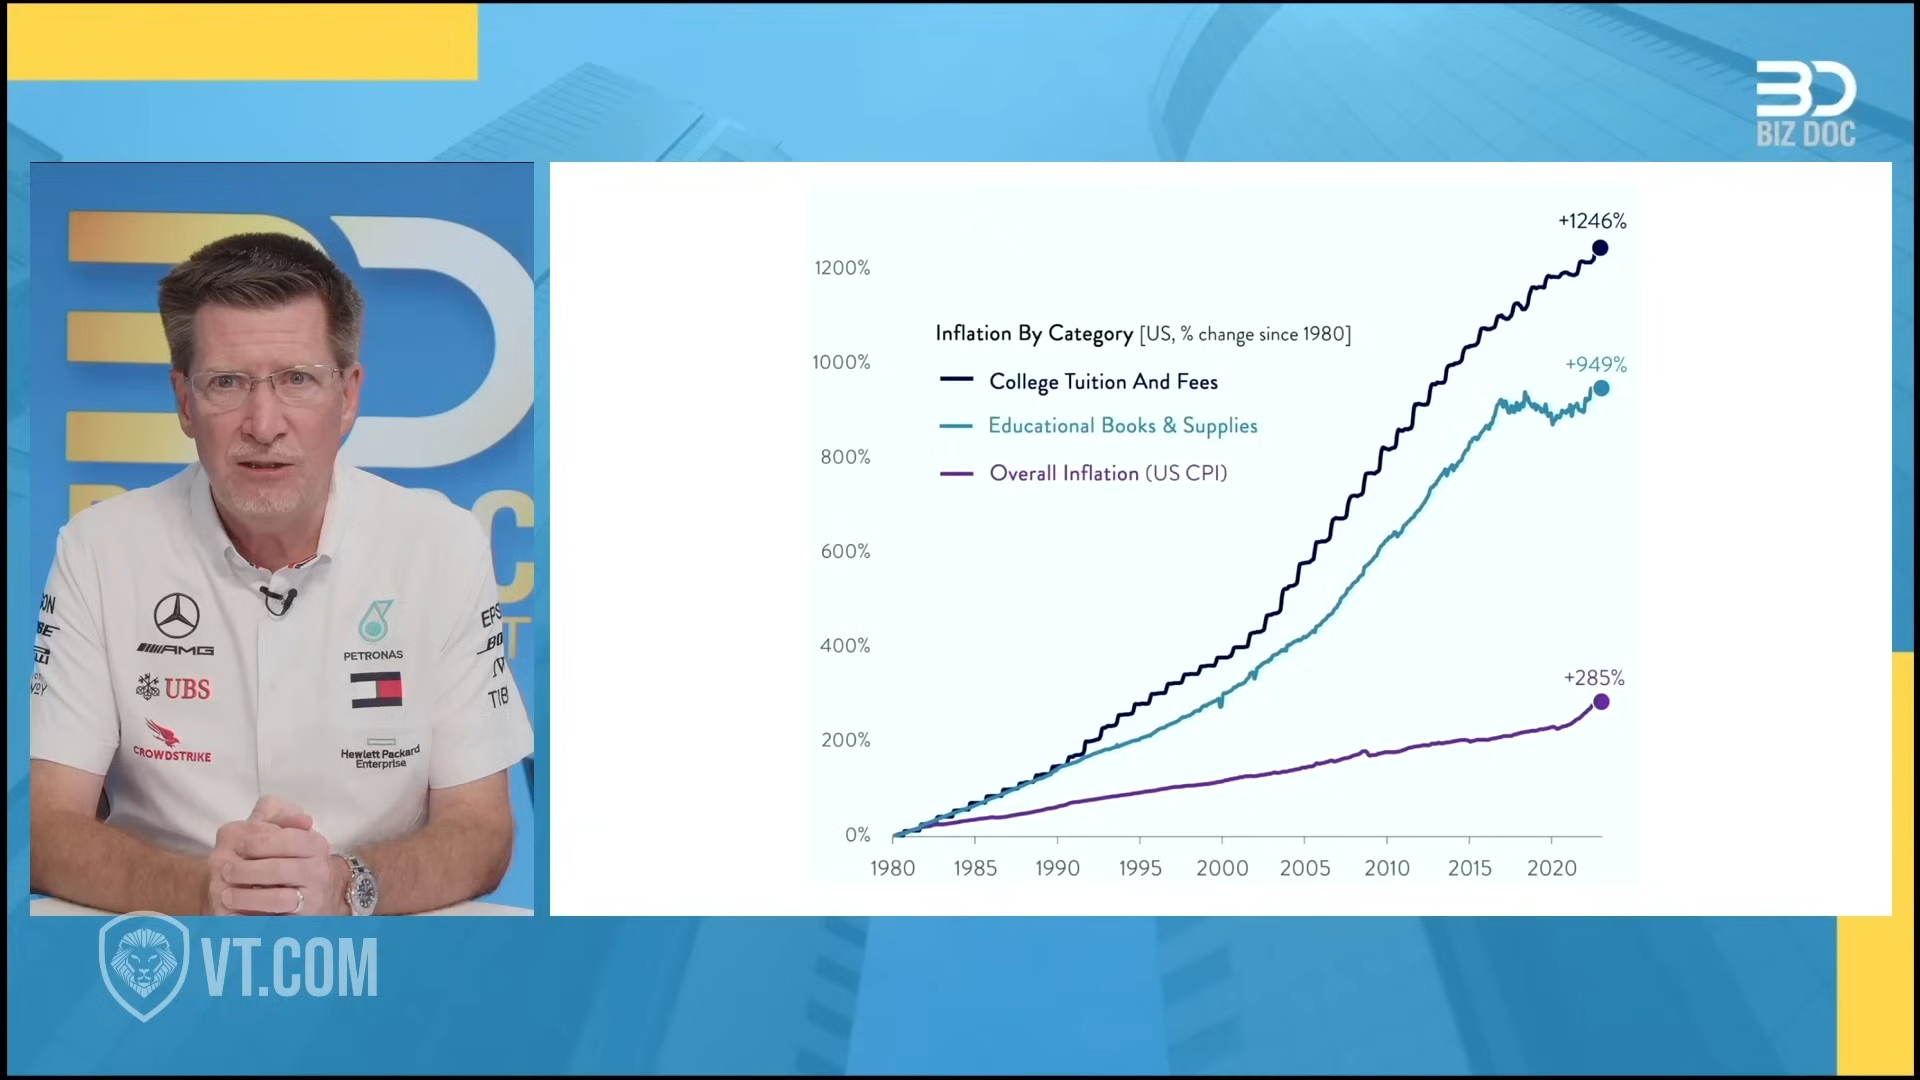 BIZ DOC
+1246%
1200%
Inflation By Category [US, % change since 1980]
1000%
+949%
College Tuition And Fees
Educational Books & Supplies
800%
Overall Inflation (US CPI)
600%
400%
+285%
200%
0%
1980 1985 1990 1995 2000 2005 2010 2015 2020
AMG
PETRONAS
UBS
CROWDSTRIKE
Hewlett Packard
Enterprise
VT.COM